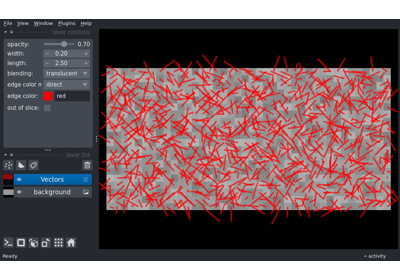 File View Window Plugins Help
layer controls
opacity: 0.70
width: − 0.20 +
length: − 2.50 +
blending: translucent
edge color m direct
edge color: red
out of slice:
layer list
Vectors
background
Ready
activity